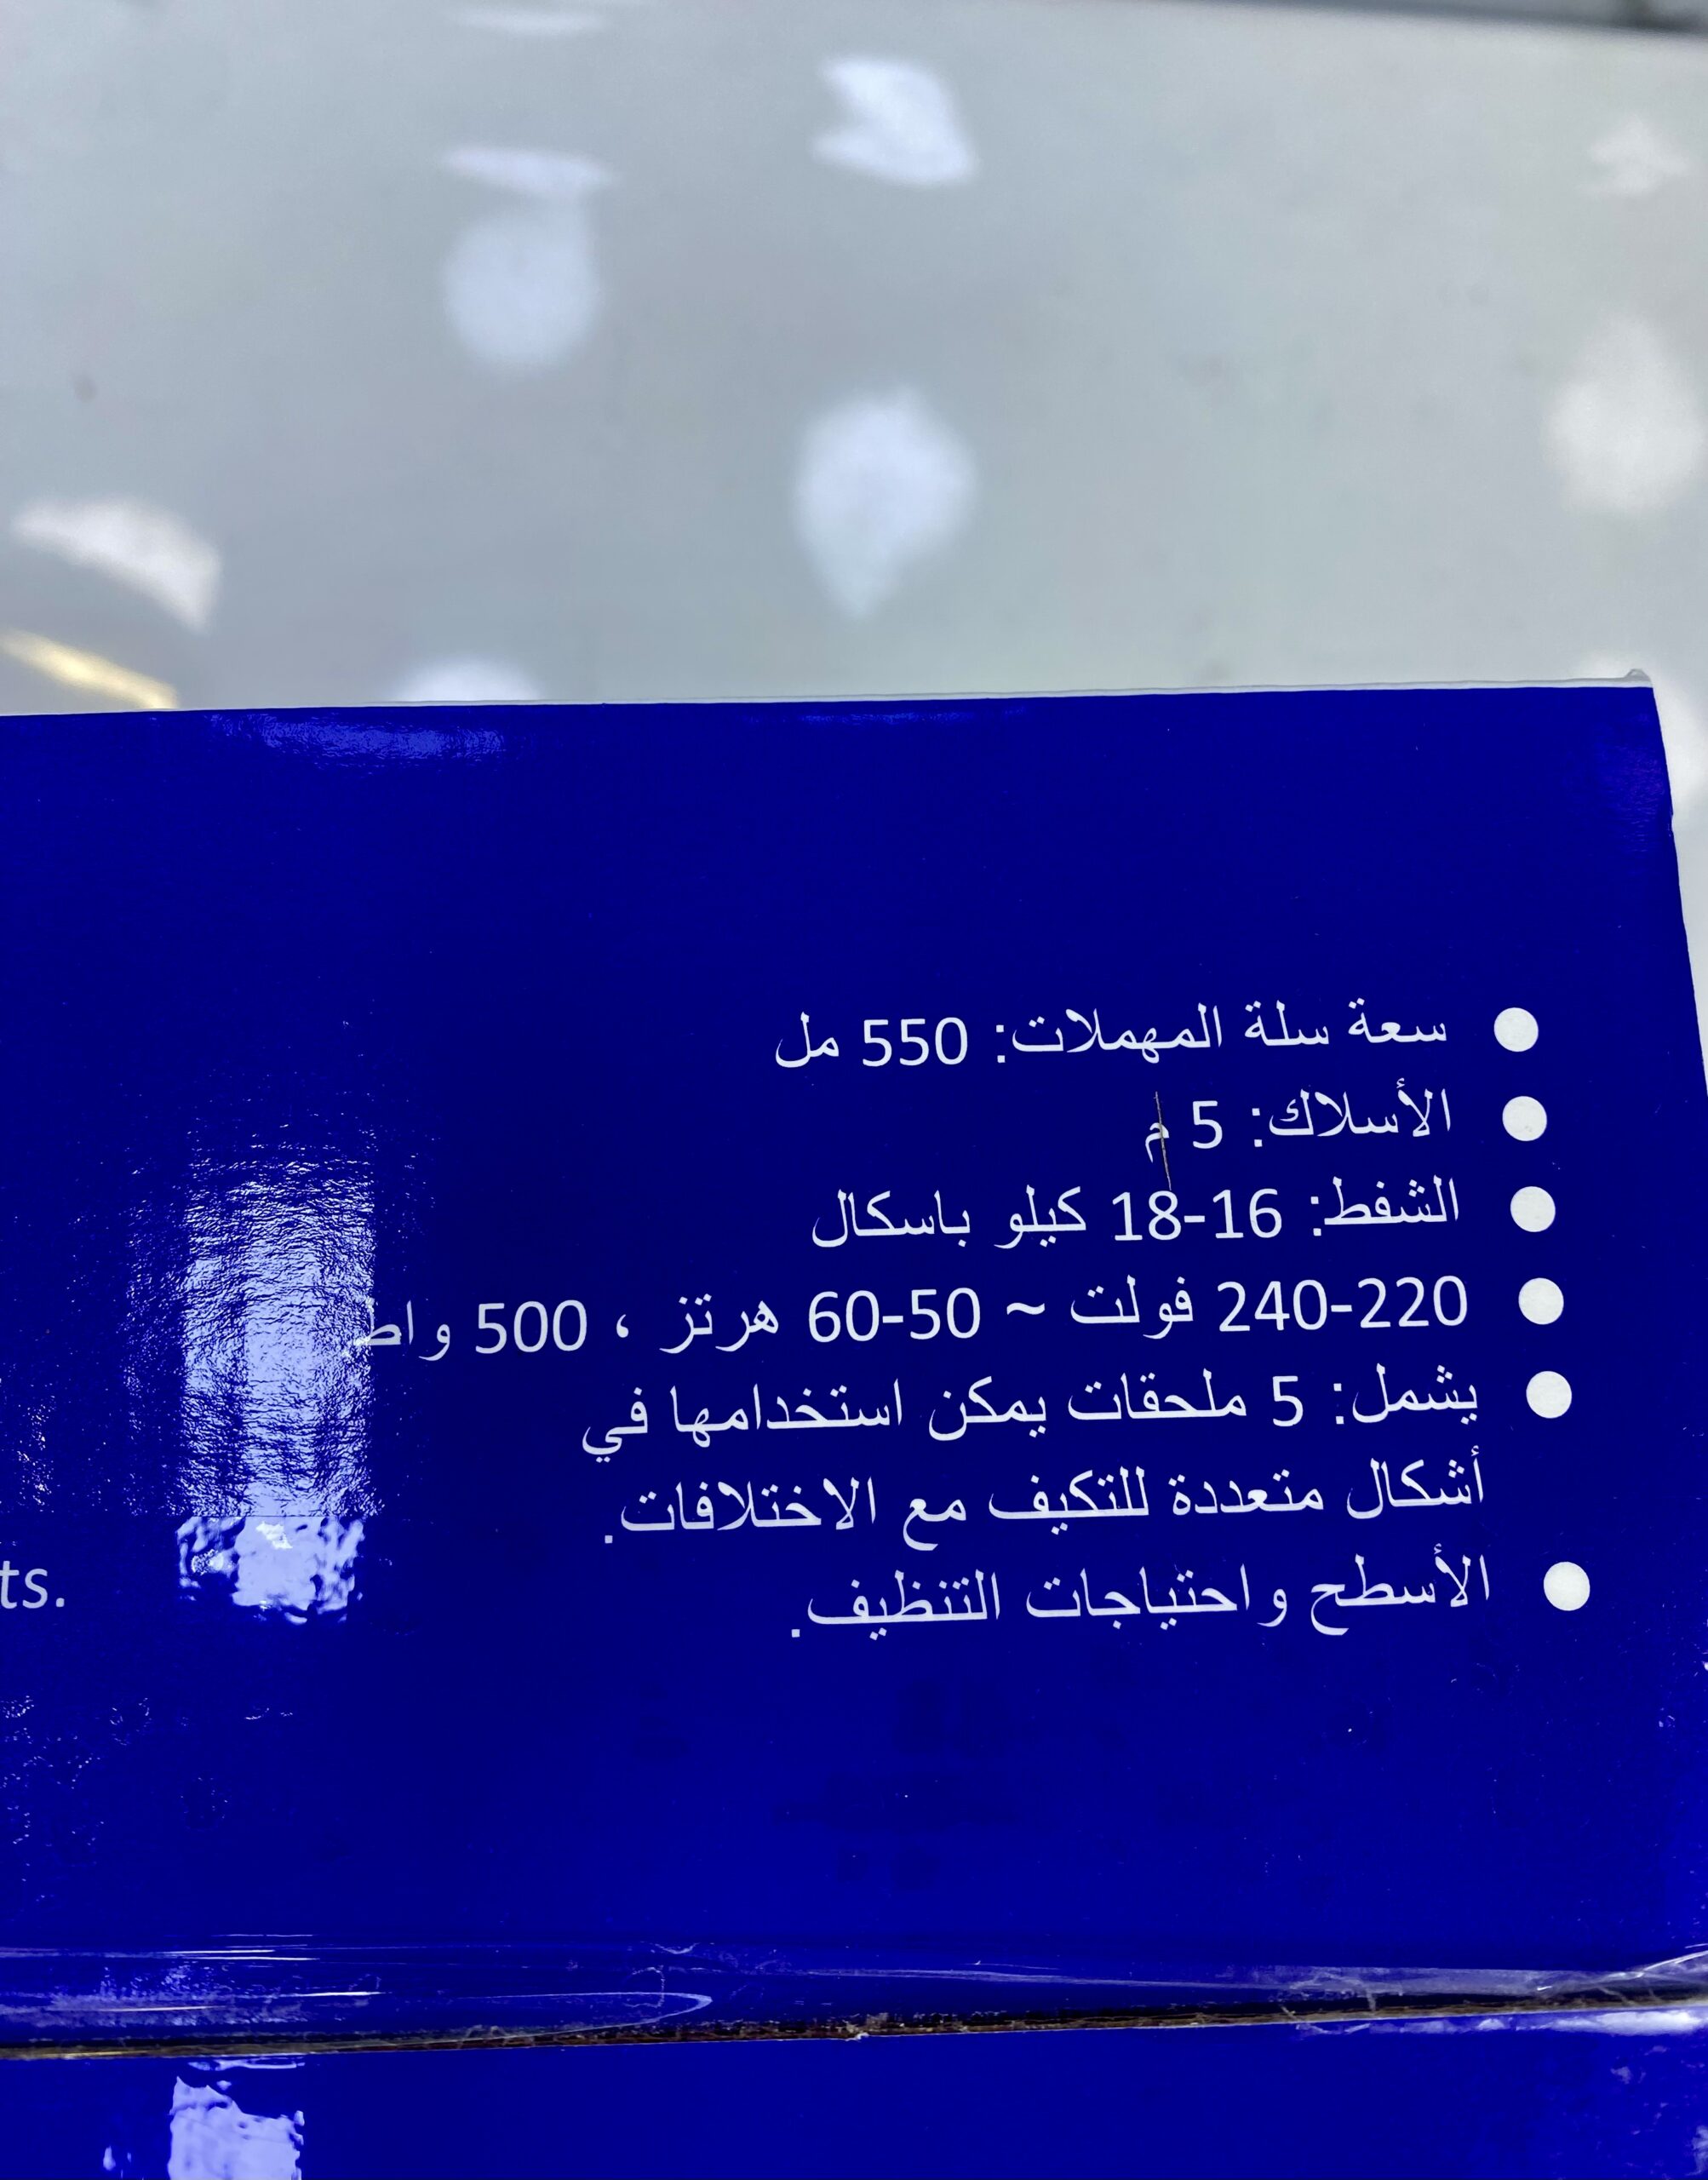 سعة سلة المهملات: 550 مل
الأسلاك: 5 م
الشفط: 16-18 كيلو باسكال
220-240 فولت ~ 50-60 هرتز ، 500
يشمل: 5 ملحقات يمكن استخدامها في
أشكال متعددة للتكيف مع الاختلافات.
الأسطح واحتياجات التنظيف.
ts.